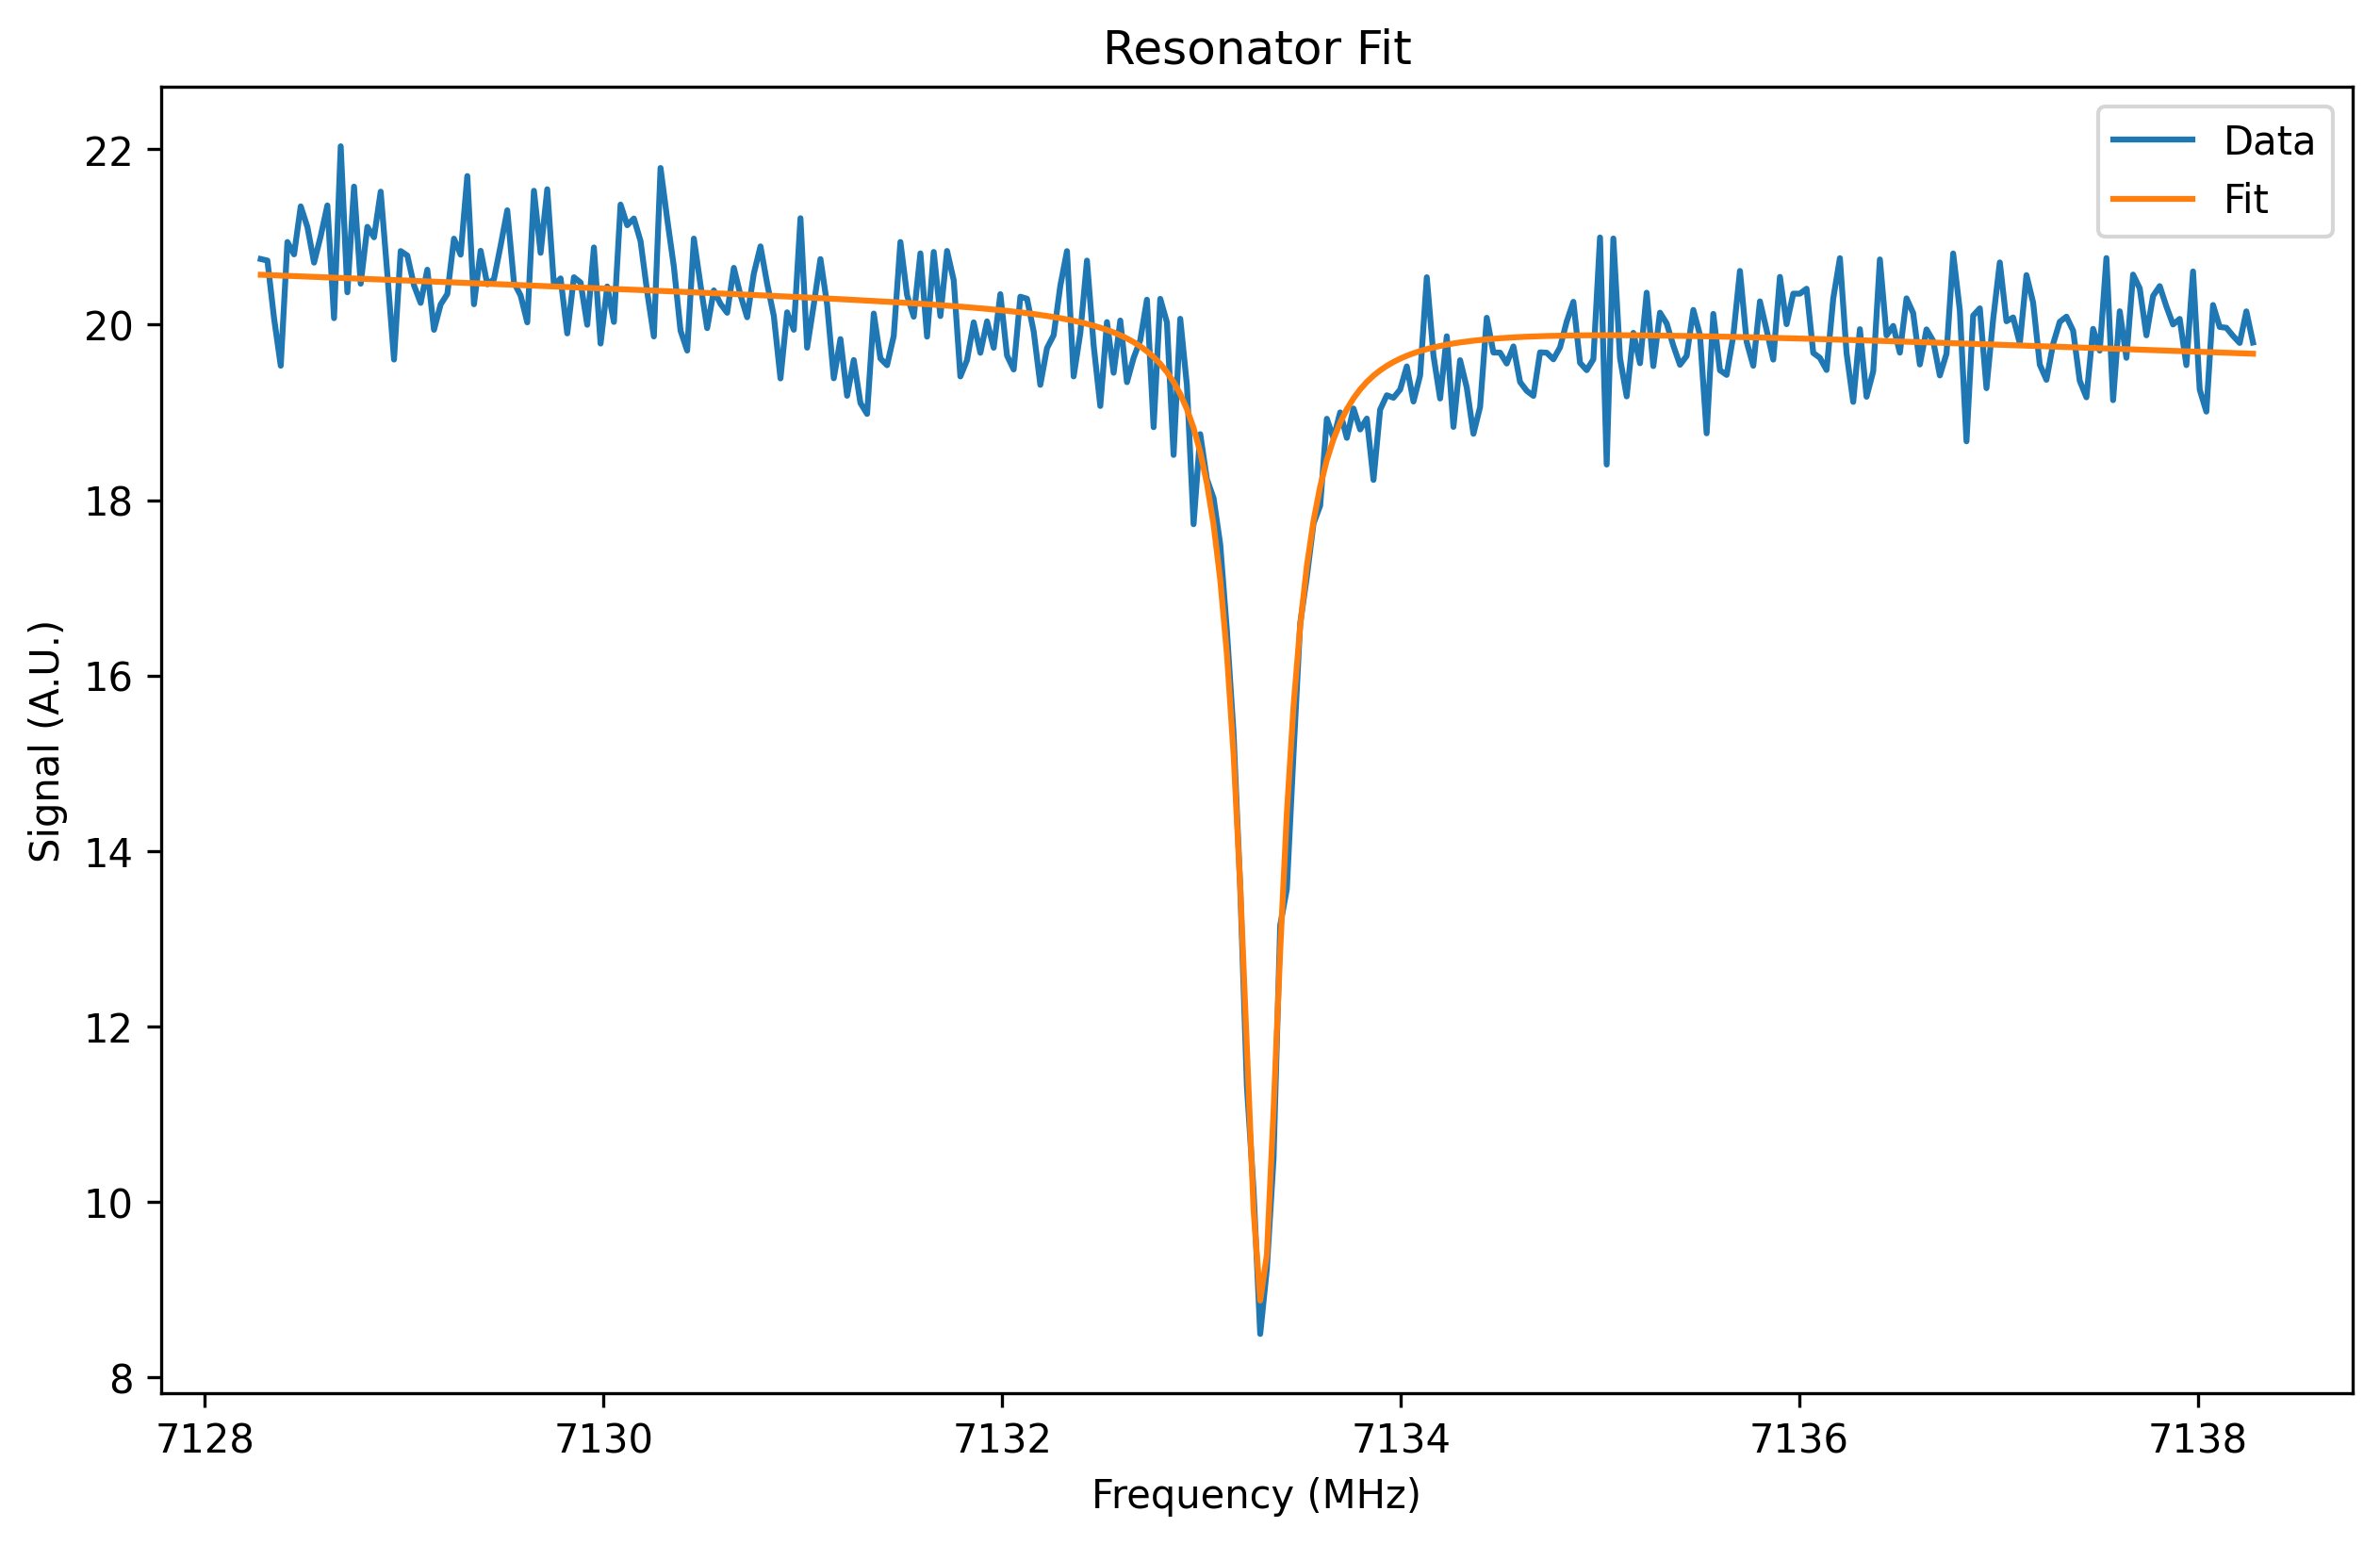 Resonator Fit
Data
Fit
22
20
18
16
14
12
10
8
Signal (A.U.)
7128
7130
7132
7134
7136
7138
Frequency (MHz)